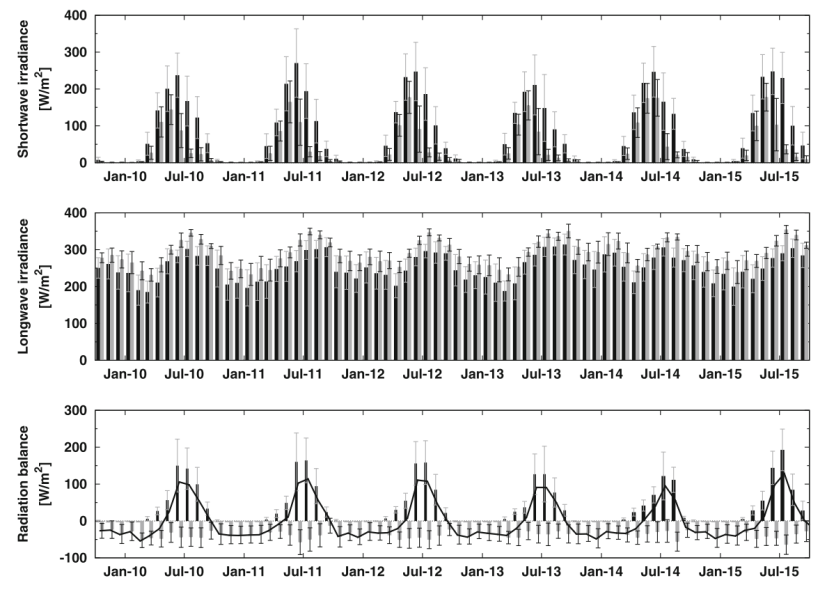 Shortwave irradiance
[W/m²]
400
300
200
100
0
Jan-10 Jul-10 Jan-11 Jul-11 Jan-12 Jul-12 Jan-13 Jul-13 Jan-14 Jul-14 Jan-15 Jul-15
Longwave irradiance
[W/m²]
400
300
200
100
0
Jan-10 Jul-10 Jan-11 Jul-11 Jan-12 Jul-12 Jan-13 Jul-13 Jan-14 Jul-14 Jan-15 Jul-15
Radiation balance
[W/m²]
300
200
100
0
-100
Jan-10 Jul-10 Jan-11 Jul-11 Jan-12 Jul-12 Jan-13 Jul-13 Jan-14 Jul-14 Jan-15 Jul-15